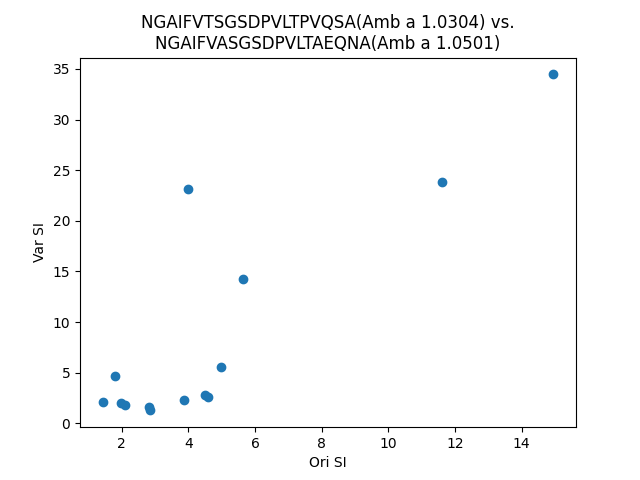 NGAIFVTSGSDPVLTPVQSA(Amb a 1.0304) vs.
NGAIFVASGSDPVLTAEQNA(Amb a 1.0501)
35
30
25
20
15
10
5
0
Var SI
2 4 6 8 10 12 14
Ori SI